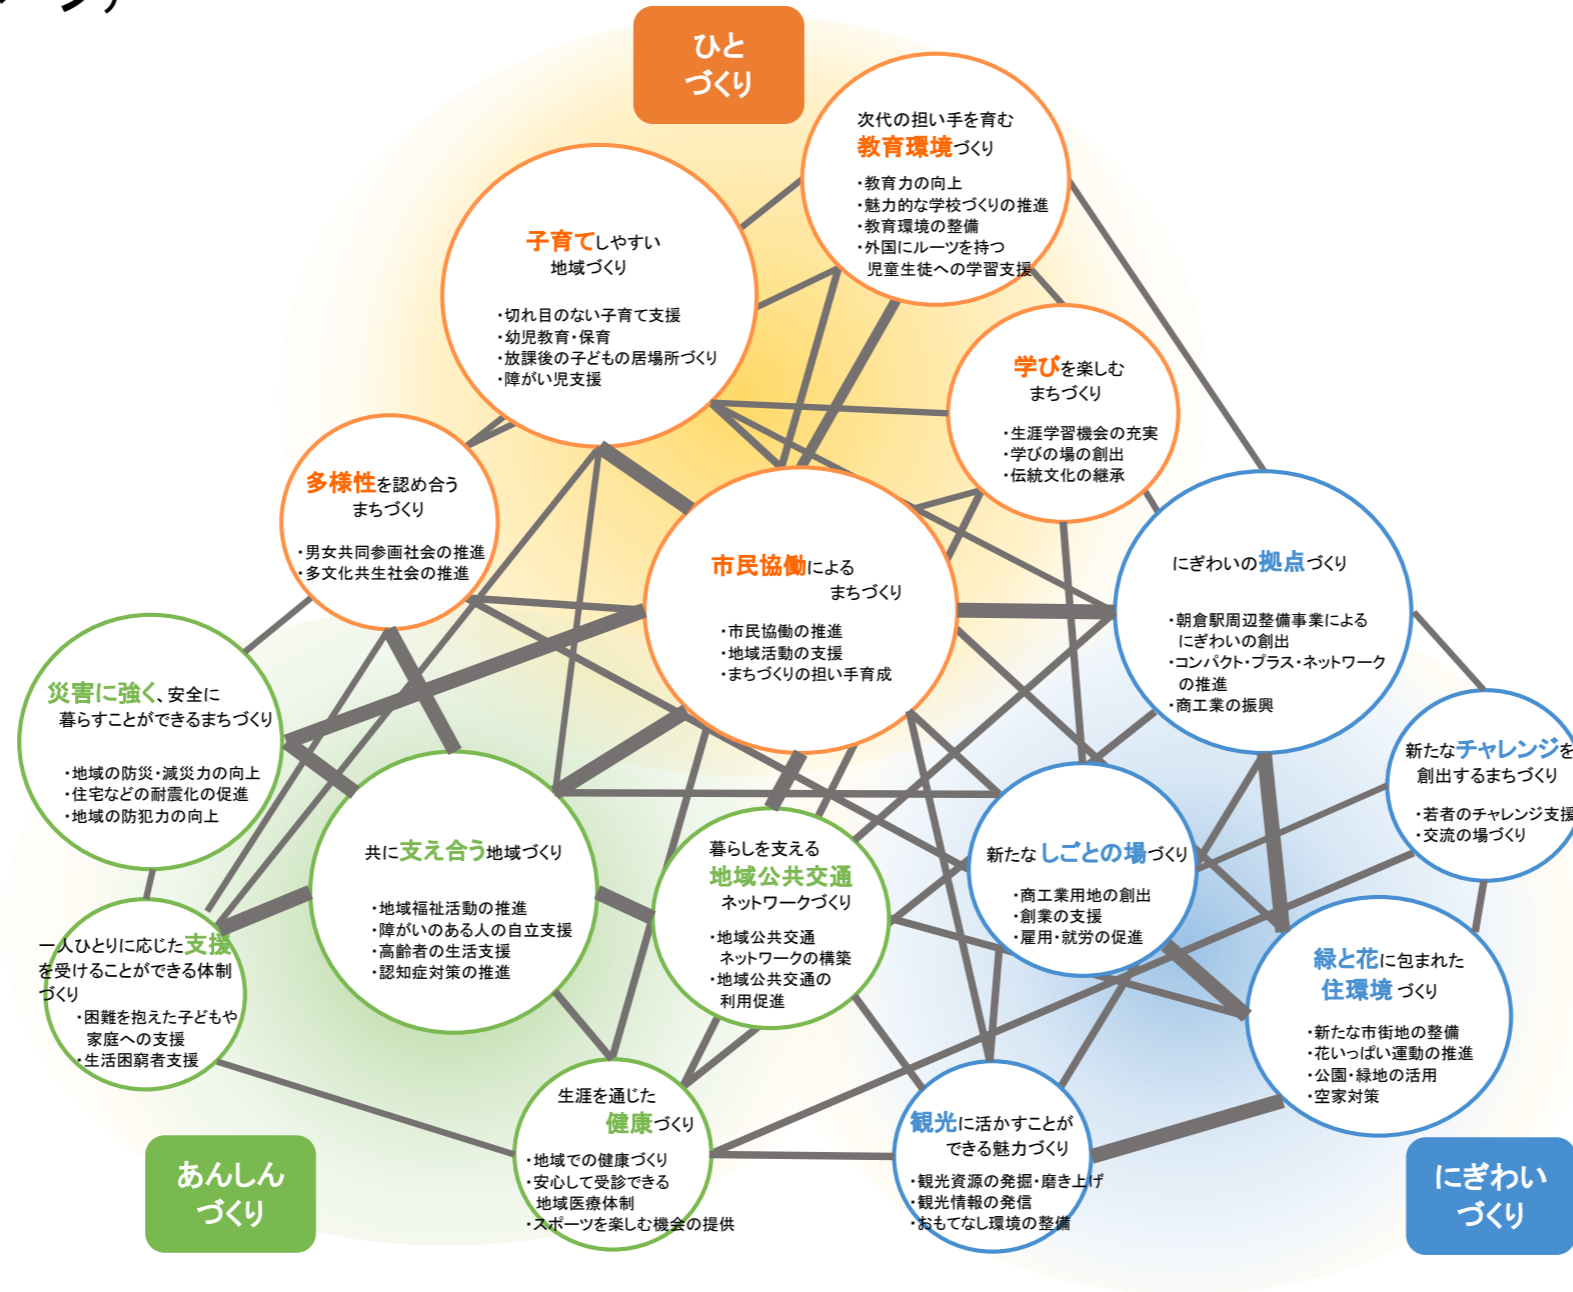 ひと
づくり
次代の担い手を育む
教育環境づくり
・教育力の向上
・魅力的な学校づくりの推進
・教育環境の整備
・外国にルーツを持つ
児童生徒への学習支援
子育てしやすい
地域づくり
・切れ目のない子育て支援
・幼児教育・保育
・放課後の子どもの居場所づくり
・障がい児支援
学びを楽しむ
まちづくり
・生涯学習機会の充実
・学びの場の創出
・伝統文化の継承
多様性を認め合う
まちづくり
・男女共同参画社会の推進
・多文化共生社会の推進
市民協働による
まちづくり
・市民協働の推進
・地域活動の支援
・まちづくりの担い手育成
にぎわいの拠点づくり
・朝倉駅周辺整備事業による
にぎわいの創出
・コンパクト・プラス・ネットワーク
の推進
・商工業の振興
災害に強く、安全に
暮らすことができるまちづくり
・地域の防災・減災力の向上
・住宅などの耐震化の促進
・地域の防犯力の向上
新たなチャレンジを
創出するまちづくり
・若者のチャレンジ支援
・交流の場づくり
共に支え合う地域づくり
・地域福祉活動の推進
・障がいのある人の自立支援
・高齢者の生活支援
・認知症対策の推進
暮らしを支える
地域公共交通
ネットワークづくり
・地域公共交通
ネットワークの構築
・地域公共交通の
利用促進
新たなしごとの場づくり
・商工業用地の創出
・創業の支援
・雇用・就労の促進
一人ひとりに応じた支援
を受けることができる体制
づくり
・困難を抱えた子どもや
家庭への支援
・生活困窮者支援
緑と花に包まれた
住環境づくり
・新たな市街地の整備
・花いっぱい運動の推進
・公園・緑地の活用
・空家対策
生涯を通じた
健康づくり
・地域での健康づくり
・安心して受診できる
地域医療体制
・スポーツを楽しむ機会の提供
観光に活かすことが
できる魅力づくり
・観光資源の発掘・磨き上げ
・観光情報の発信
・おもてなし環境の整備
あんしん
づくり
にぎわい
づくり